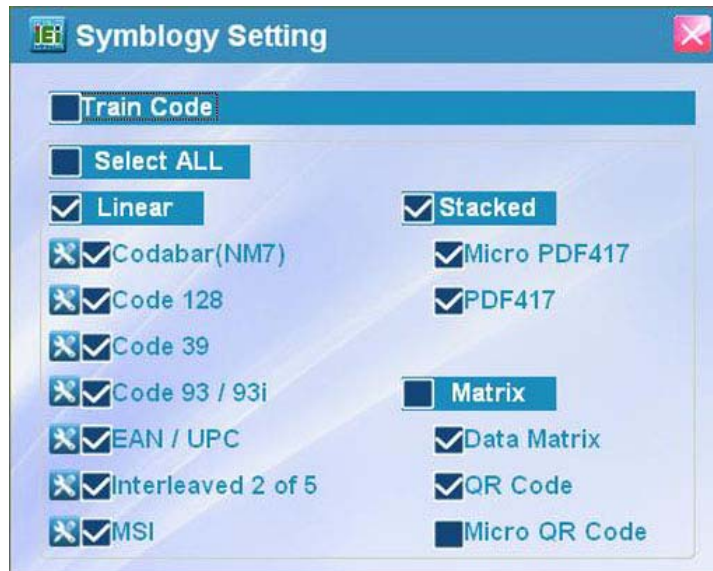 IEi Symblogy Setting
Train Code
Select ALL
Linear
Codabar(NM7)
Code 128
Code 39
Code 93 / 93i
EAN / UPC
Interleaved 2 of 5
MSI
Stacked
Micro PDF417
PDF417
Matrix
Data Matrix
QR Code
Micro QR Code